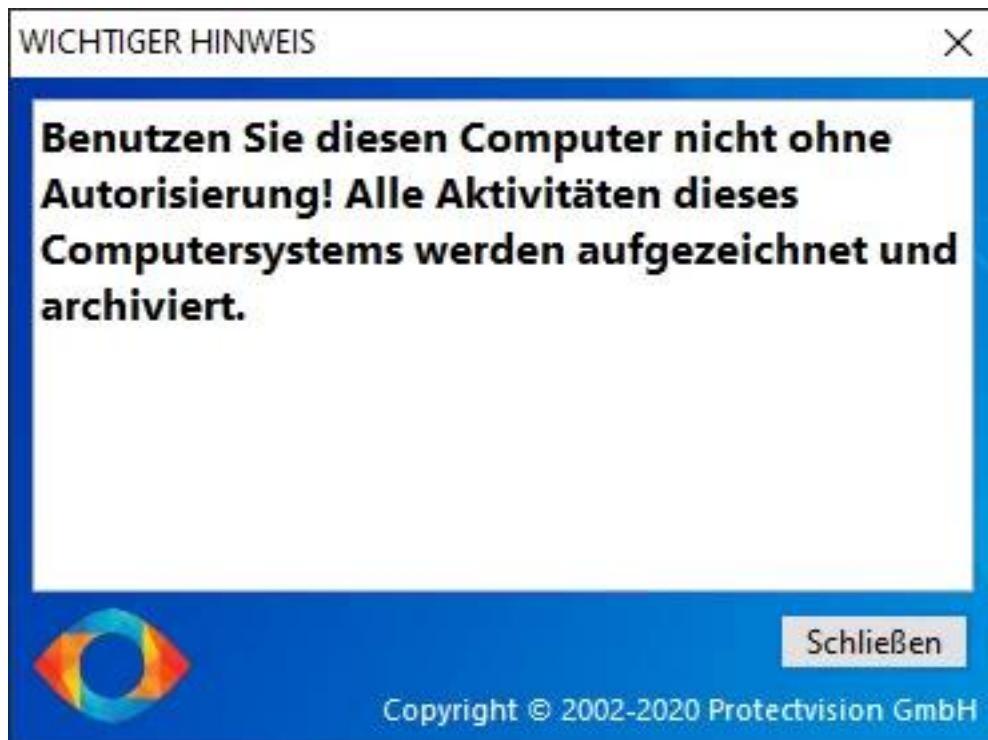 WICHTIGER HINWEIS
Benutzen Sie diesen Computer nicht ohne
Autorisierung! Alle Aktivitäten dieses
Computersystems werden aufgezeichnet und
archiviert.
Schließen
Copyright © 2002-2020 Protectvision GmbH